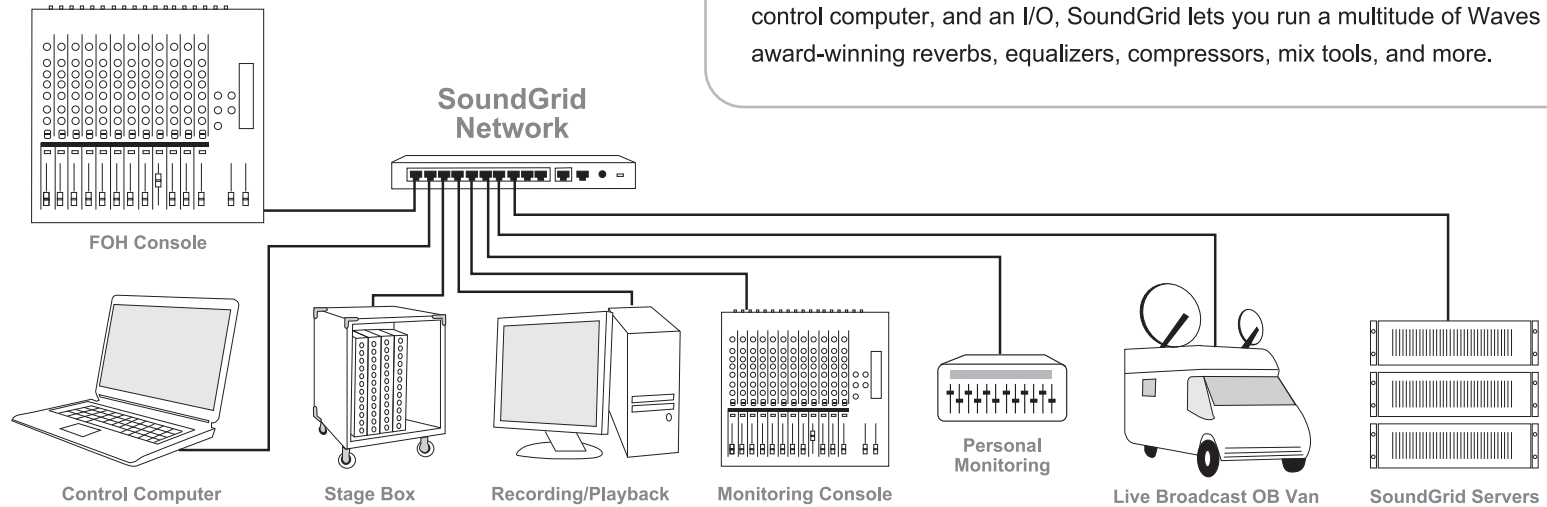 control computer, and an I/O, SoundGrid lets you run a multitude of Waves
award-winning reverbs, equalizers, compressors, mix tools, and more.
SoundGrid
Network
FOH Console
Control Computer
Stage Box
Recording/Playback
Monitoring Console
Personal
Monitoring
Live Broadcast OB Van
SoundGrid Servers